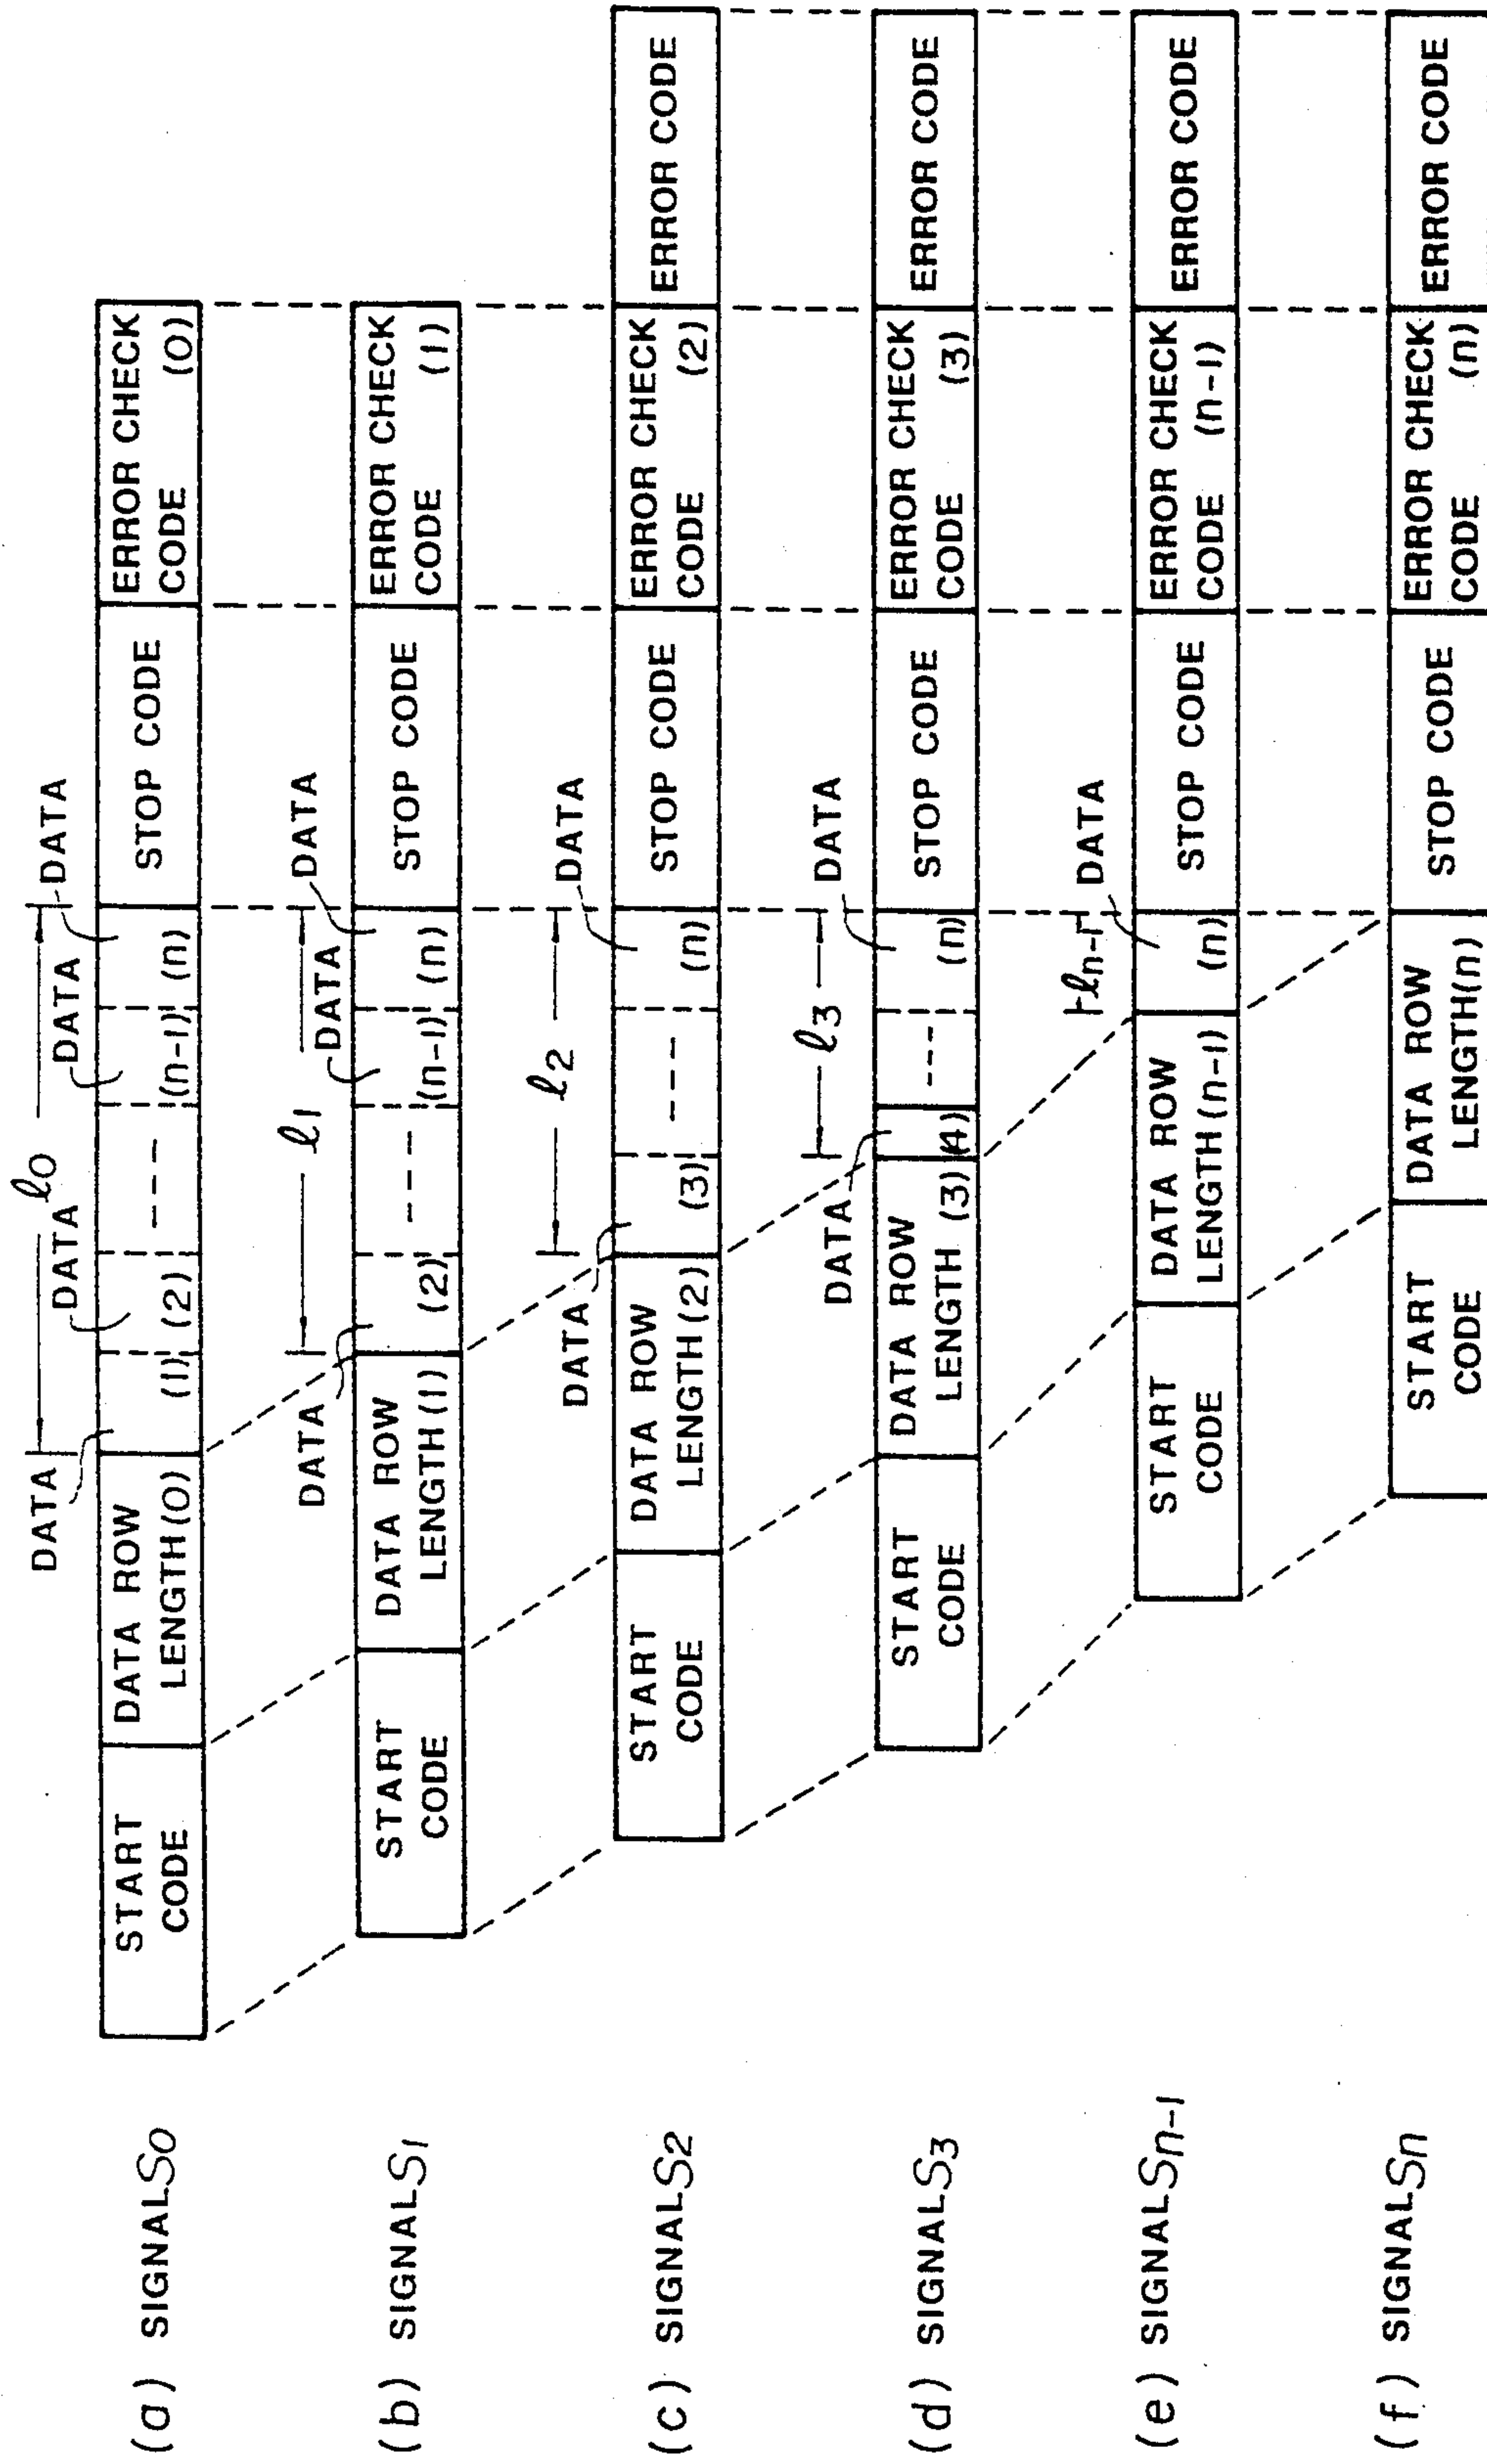 DATA DATA ℓ0 DATA DATA
(a) SIGNAL S0
START CODE
DATA ROW LENGTH (0)
(1) (2) --- (n-1) (n)
STOP CODE
ERROR CHECK CODE (0)
DATA ℓ1 DATA DATA
(b) SIGNAL S1
START CODE
DATA ROW LENGTH (1)
(2) --- (n-1) (n)
STOP CODE
ERROR CHECK CODE (1)
DATA ℓ2 DATA
(c) SIGNAL S2
START CODE
DATA ROW LENGTH (2)
(3) ---- (n)
STOP CODE
ERROR CHECK CODE (2)
ERROR CODE
DATA ℓ3 DATA
(d) SIGNAL S3
START CODE
DATA ROW LENGTH (3)
(4) --- (n)
STOP CODE
ERROR CHECK CODE (3)
ERROR CODE
ℓn-1 DATA
(e) SIGNAL Sn-1
START CODE
DATA ROW LENGTH (n-1)
(n)
STOP CODE
ERROR CHECK CODE (n-1)
ERROR CODE
(f) SIGNAL Sn
START CODE
DATA ROW LENGTH (n)
STOP CODE
ERROR CHECK CODE (n)
ERROR CODE